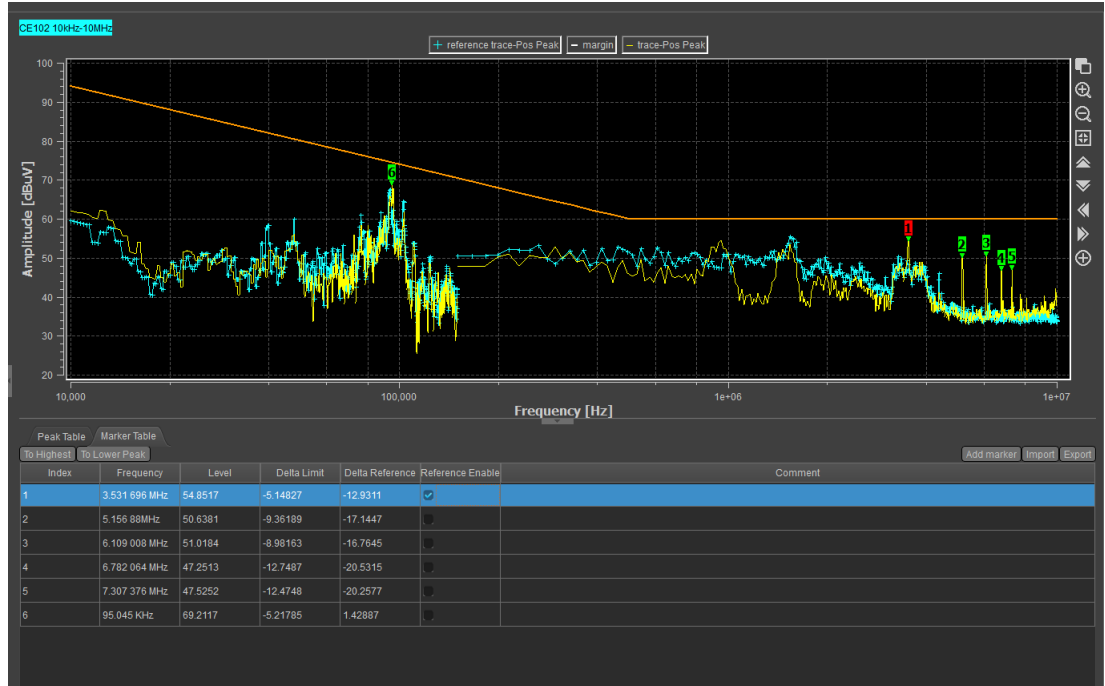 CE102 10kHz-10MHz
+ reference trace-Pos Peak – margin – trace-Pos Peak
100
90
80
70
60
50
40
30
20
Amplitude [dBuV]
6
1
2
3
4
5
10,000 100,000 1e+06 1e+07
Frequency [Hz]
Peak Table Marker Table
To Highest To Lower Peak Add marker Import Export
Index Frequency Level Delta Limit Delta Reference Reference Enable Comment
1 3.531 696 MHz 54.8517 -5.14827 -12.9311
2 5.156 88MHz 50.6381 -9.36189 -17.1447
3 6.109 008 MHz 51.0184 -8.98163 -16.7645
4 6.782 064 MHz 47.2513 -12.7487 -20.5315
5 7.307 376 MHz 47.5252 -12.4748 -20.2577
6 95.045 KHz 69.2117 -5.21785 1.42887